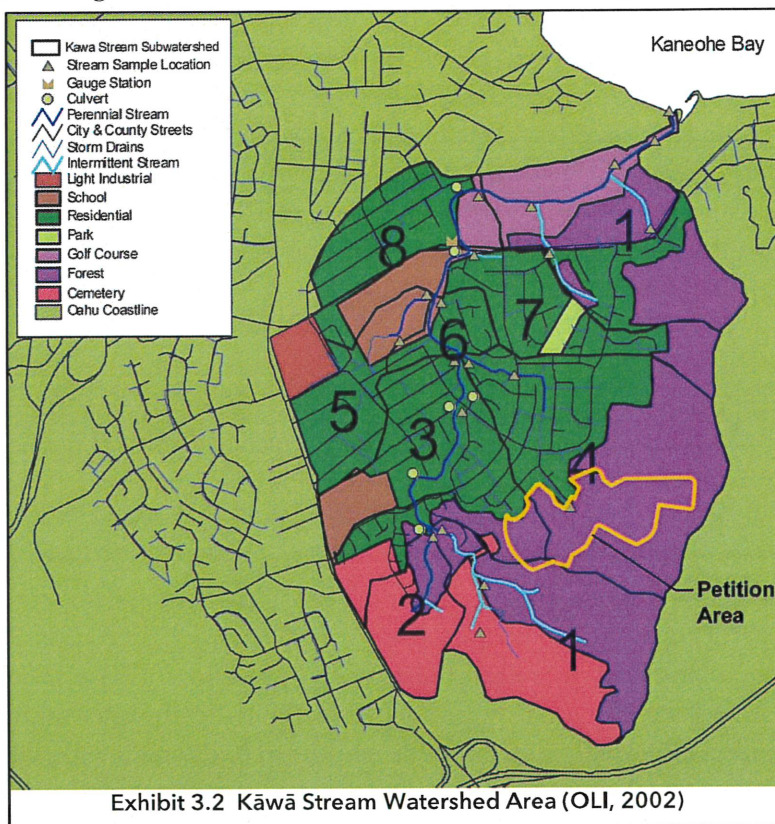 Kawa Stream Subwatershed
Stream Sample Location
Gauge Station
Culvert
Perennial Stream
City & County Streets
Storm Drains
Intermittent Stream
Light Industrial
School
Residential
Park
Golf Course
Forest
Cemetery
Oahu Coastline
Kaneohe Bay
1
8
7
6
5
3
4
Petition
Area
2
1
Exhibit 3.2 Kāwā Stream Watershed Area (OLI, 2002)